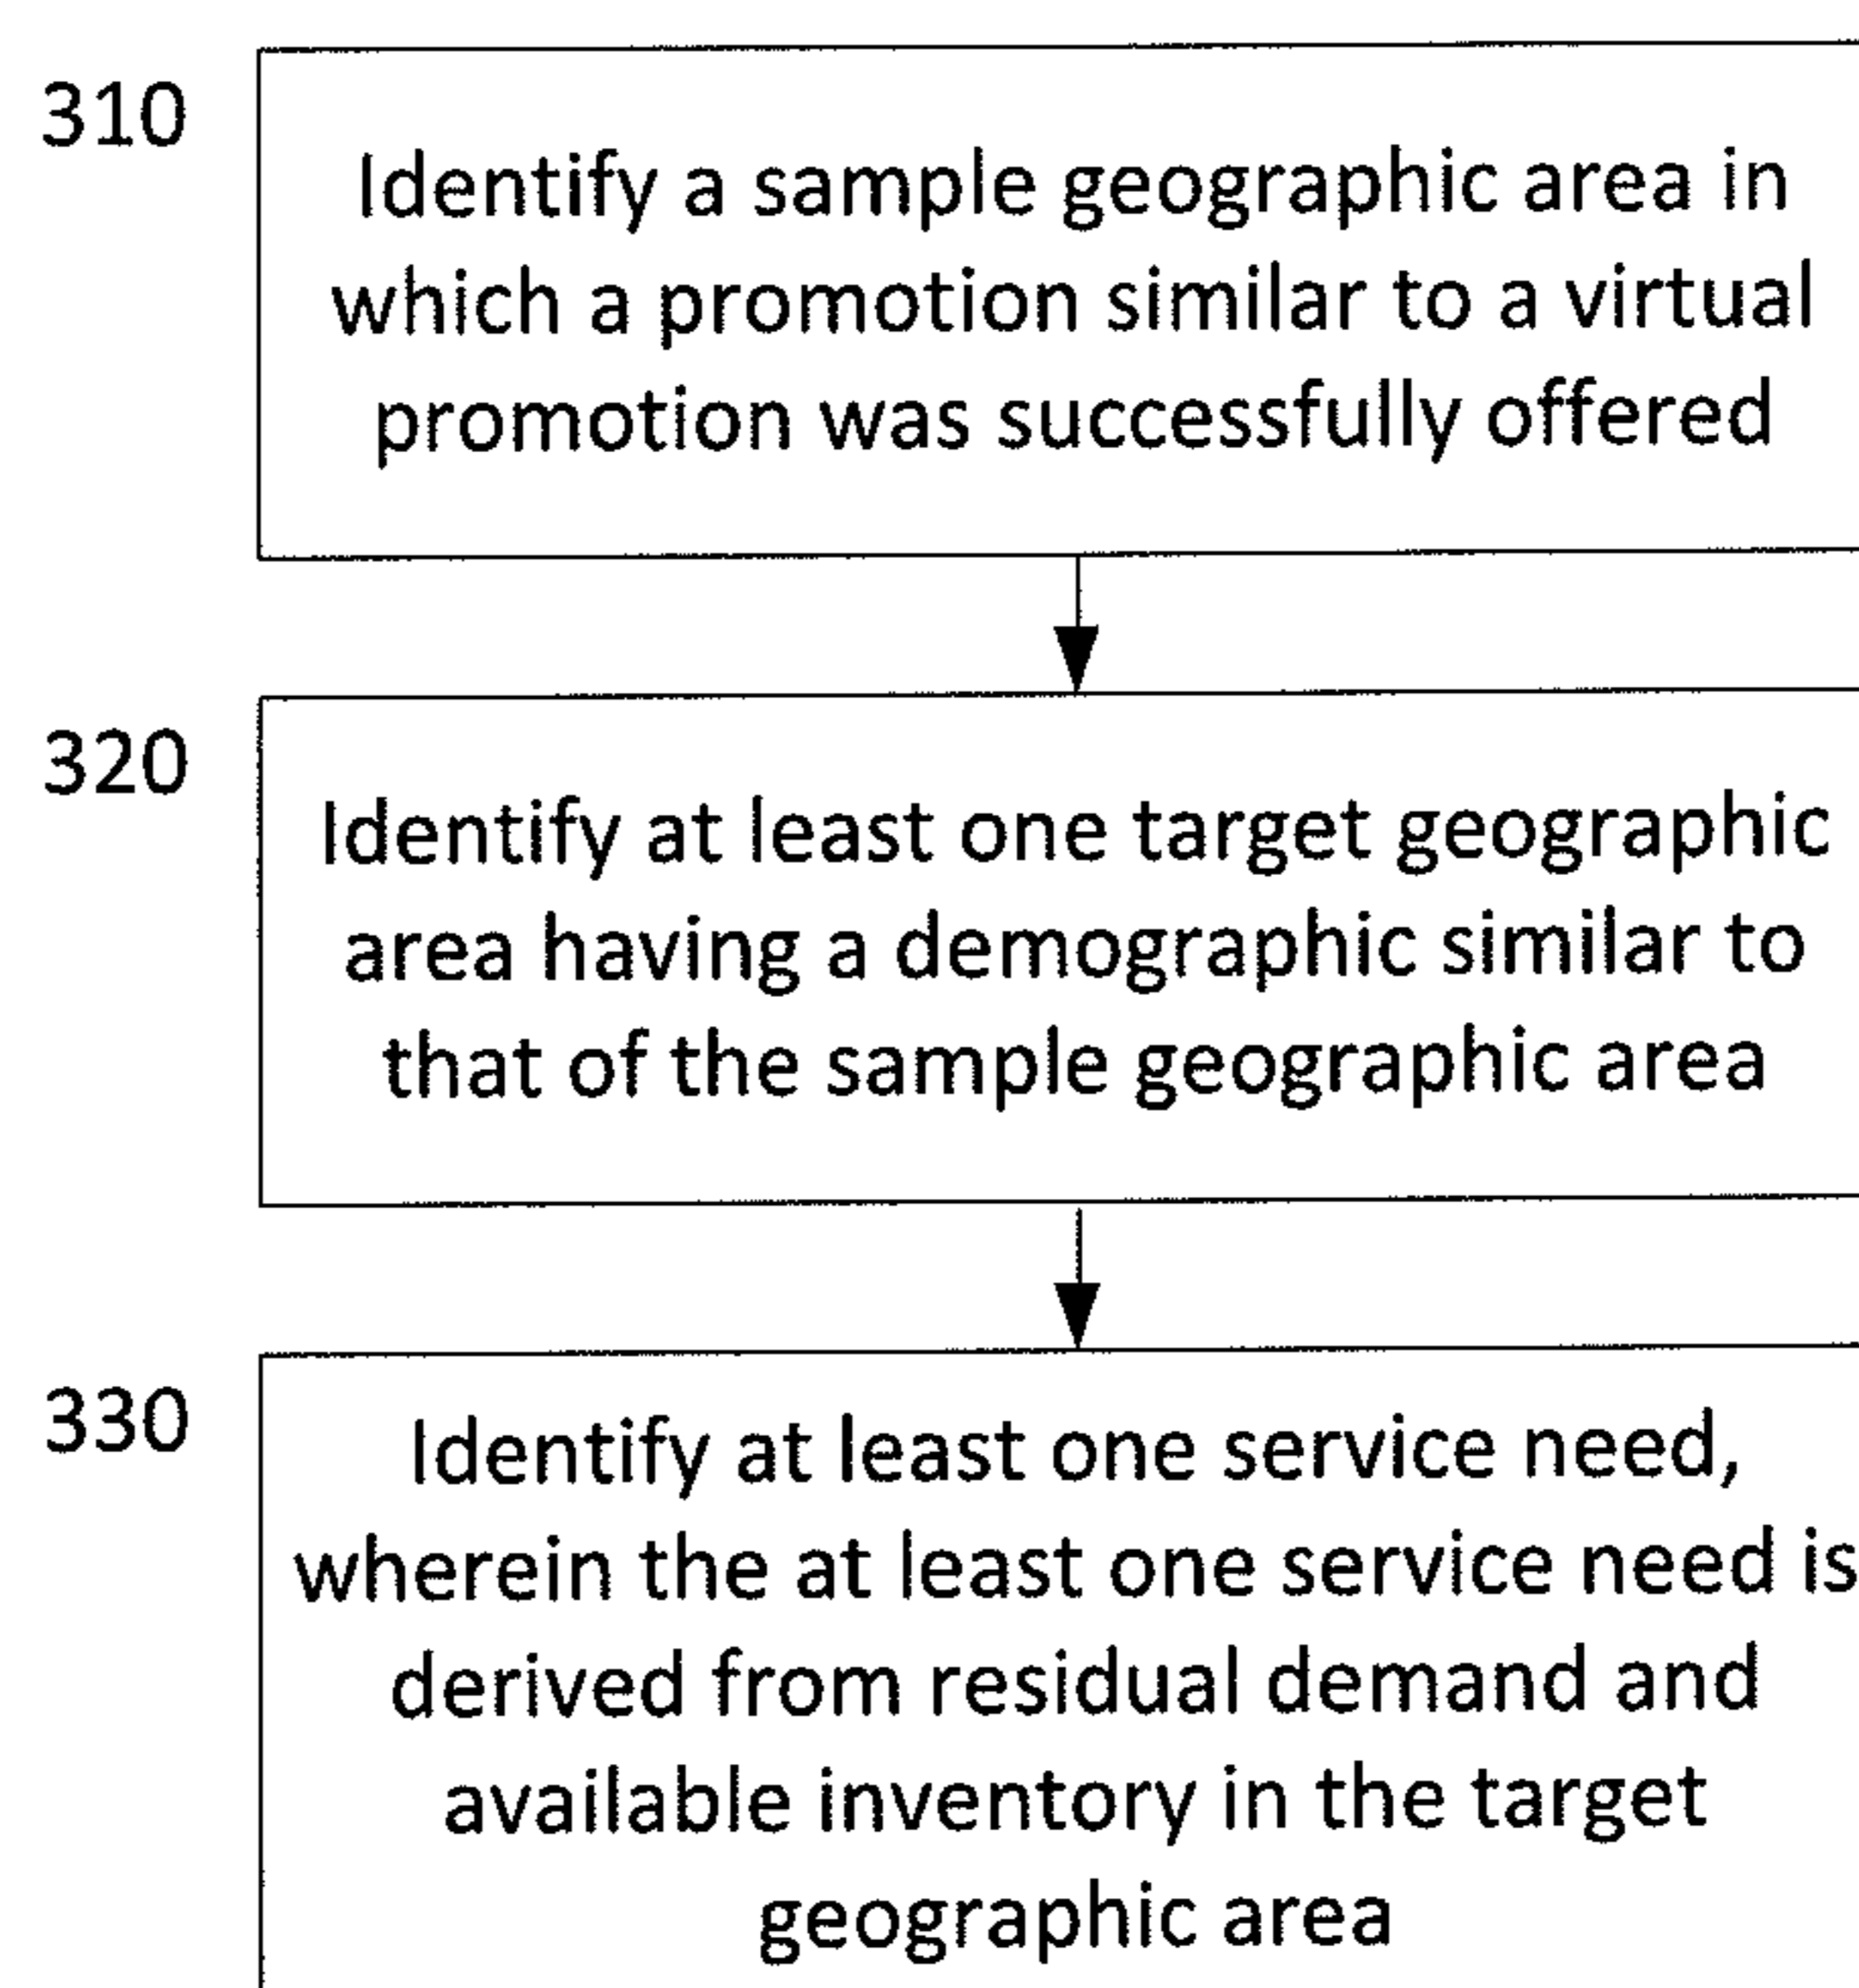 310
Identify a sample geographic area in
which a promotion similar to a virtual
promotion was successfully offered
320
Identify at least one target geographic
area having a demographic similar to
that of the sample geographic area
330
Identify at least one service need,
wherein the at least one service need is
derived from residual demand and
available inventory in the target
geographic area